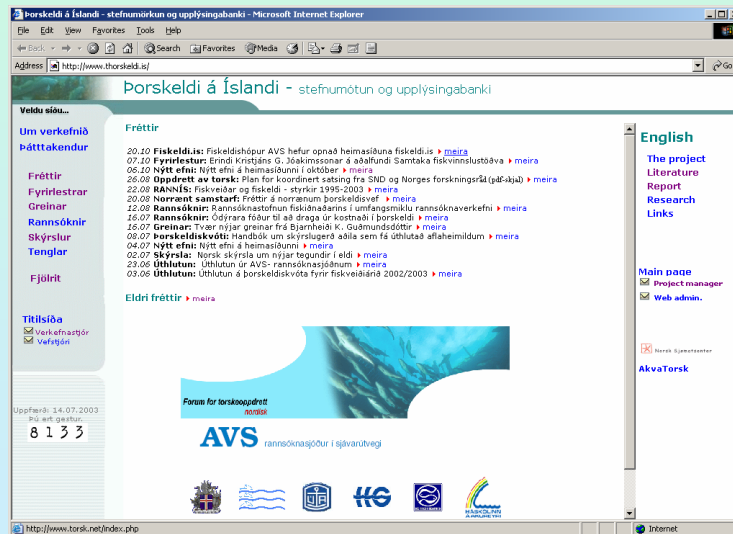 Þorskeldi á Íslandi - stefnumörkun og upplýsingabanki - Microsoft Internet Explorer
File Edit View Favorites Tools Help
Back Search Favorites Media
Address http://www.thorskeldi.is/ Go
Þorskeldi á Íslandi - stefnumótun og upplýsingabanki
Veldu síðu...
Um verkefnið
Þátttakendur
Fréttir
Fyrirlestrar
Greinar
Rannsóknir
Skýrslur
Tenglar
Fjölrit
Titilsíða
Verkefnastjór
Vefstjóri
Uppfærð: 14.07.2003
Þú ert gestur.
8133
Fréttir
20.10 Fiskeldi.is: Fiskeldishópur AVS hefur opnað heimasíðuna fiskeldi.is meira
07.10 Fyrirlestur: Erindi Kristjáns G. Jóakimssonar á aðalfundi Samtaka fiskvinnslustöðva meira
06.10 Nýtt efni: Nýtt efni á heimasíðunni í október meira
26.08 Oppdrett av torsk: Plan for koordinert satsing fra SND og Norges forskningsråd (pdf-skjal) meira
22.08 RANNÍS: Fiskveiðar og fiskeldi - styrkir 1995-2003 meira
20.08 Norrænt samstarf: Fréttir á norrænum þorskeldisvef meira
12.08 Rannsóknir: Rannsóknastofnun fiskiðnaðarins í umfangsmiklu rannsóknaverkefni meira
16.07 Rannsóknir: Ódýrara fóður til að draga úr kostnaði í þorskeldi meira
16.07 Greinar: Tvær nýjar greinar frá Bjarnheiði K. Guðmundsdóttir meira
08.07 Þorskeldiskvóti: Handbók um skýrslugerð aðila sem fá úthlutað aflaheimildum meira
04.07 Nýtt efni: Nýtt efni á heimasíðunni meira
02.07 Skýrsla: Norsk skýrsla um nýjar tegundir í eldi meira
23.06 Úthlutun: Úthlutun úr AVS- rannsóknasjóðnum meira
03.06 Úthlutun: Úthlutun á þorskeldiskvóta fyrir fiskveiðiárið 2002/2003 meira
Eldri fréttir meira
Forum for torskeoppdrett
nordisk
AVS rannsóknasjóður í sjávarútvegi
HÁSKÓLINN
Á AKUREYRI
English
The project
Literature
Report
Research
Links
Main page
Project manager
Web admin.
Norsk Sjømatsenter
AkvaTorsk
http://www.torsk.net/index.php
Internet